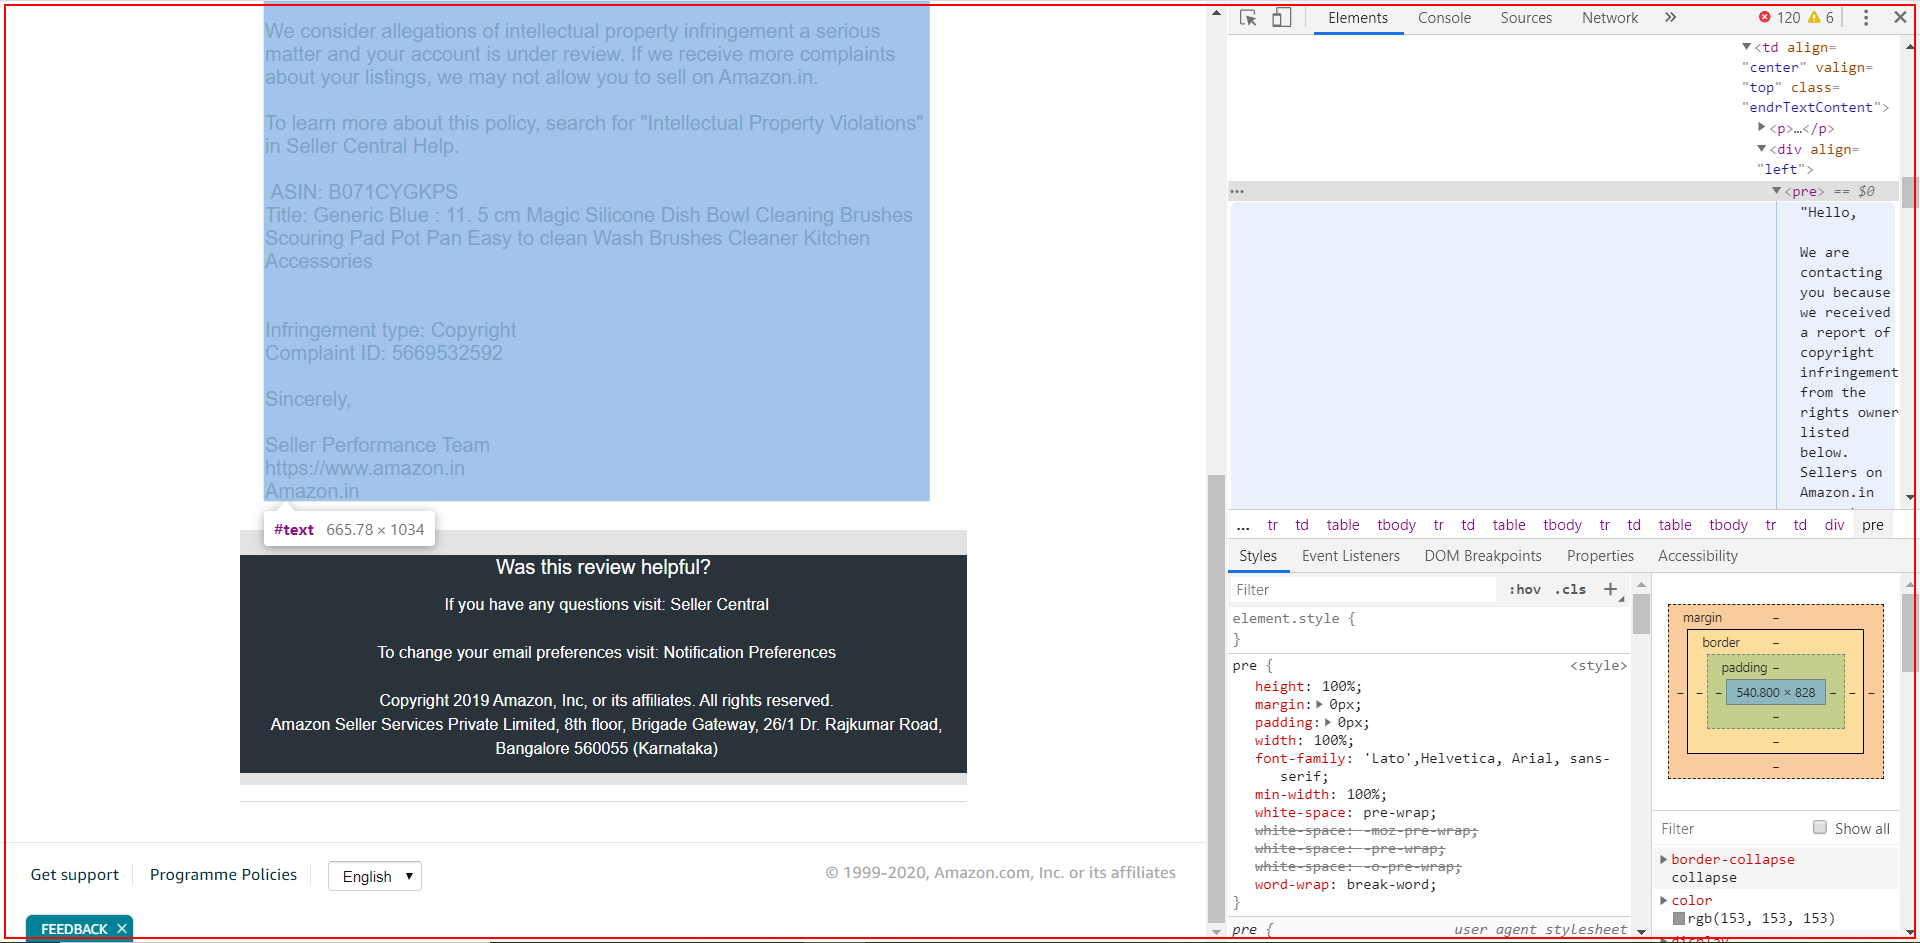 We consider allegations of intellectual property infringement a serious
matter and your account is under review. If we receive more complaints
about your listings, we may not allow you to sell on Amazon.in.
To learn more about this policy, search for "Intellectual Property Violations"
in Seller Central Help.
ASIN: B071CYGKPS
Title: Generic Blue : 11. 5 cm Magic Silicone Dish Bowl Cleaning Brushes
Scouring Pad Pot Pan Easy to clean Wash Brushes Cleaner Kitchen
Accessories
Infringement type: Copyright
Complaint ID: 5669532592
Sincerely,
Seller Performance Team
https://www.amazon.in
Amazon.in
#text 665.78 × 1034
Was this review helpful?
If you have any questions visit: Seller Central
To change your email preferences visit: Notification Preferences
Copyright 2019 Amazon, Inc, or its affiliates. All rights reserved.
Amazon Seller Services Private Limited, 8th floor, Brigade Gateway, 26/1 Dr. Rajkumar Road,
Bangalore 560055 (Karnataka)
Get support
Programme Policies
English
© 1999-2020, Amazon.com, Inc. or its affiliates
FEEDBACK ×
Elements Console Sources Network » 120 6
<td align=
"center" valign=
"top" class=
"endrTextContent">
<p>…</p>
<div align=
"left">
... <pre> == $0
"Hello,
We are
contacting
you because
we received
a report of
copyright
infringement
from the
rights owner
listed
below.
Sellers on
Amazon.in
... tr td table tbody tr td table tbody tr td table tbody tr td div pre
Styles Event Listeners DOM Breakpoints Properties Accessibility
Filter :hov .cls +
element.style {
}
pre { <style>
height: 100%;
margin: 0px;
padding: 0px;
width: 100%;
font-family: 'Lato',Helvetica, Arial, sans-
serif;
min-width: 100%;
white-space: pre-wrap;
white-space: -moz-pre-wrap;
white-space: -pre-wrap;
white-space: -o-pre-wrap;
word-wrap: break-word;
}
pre { user agent stylesheet
margin –
border –
padding –
– – – 540.800 × 828 – – –
–
–
–
Filter Show all
border-collapse
collapse
color
rgb(153, 153, 153)
display